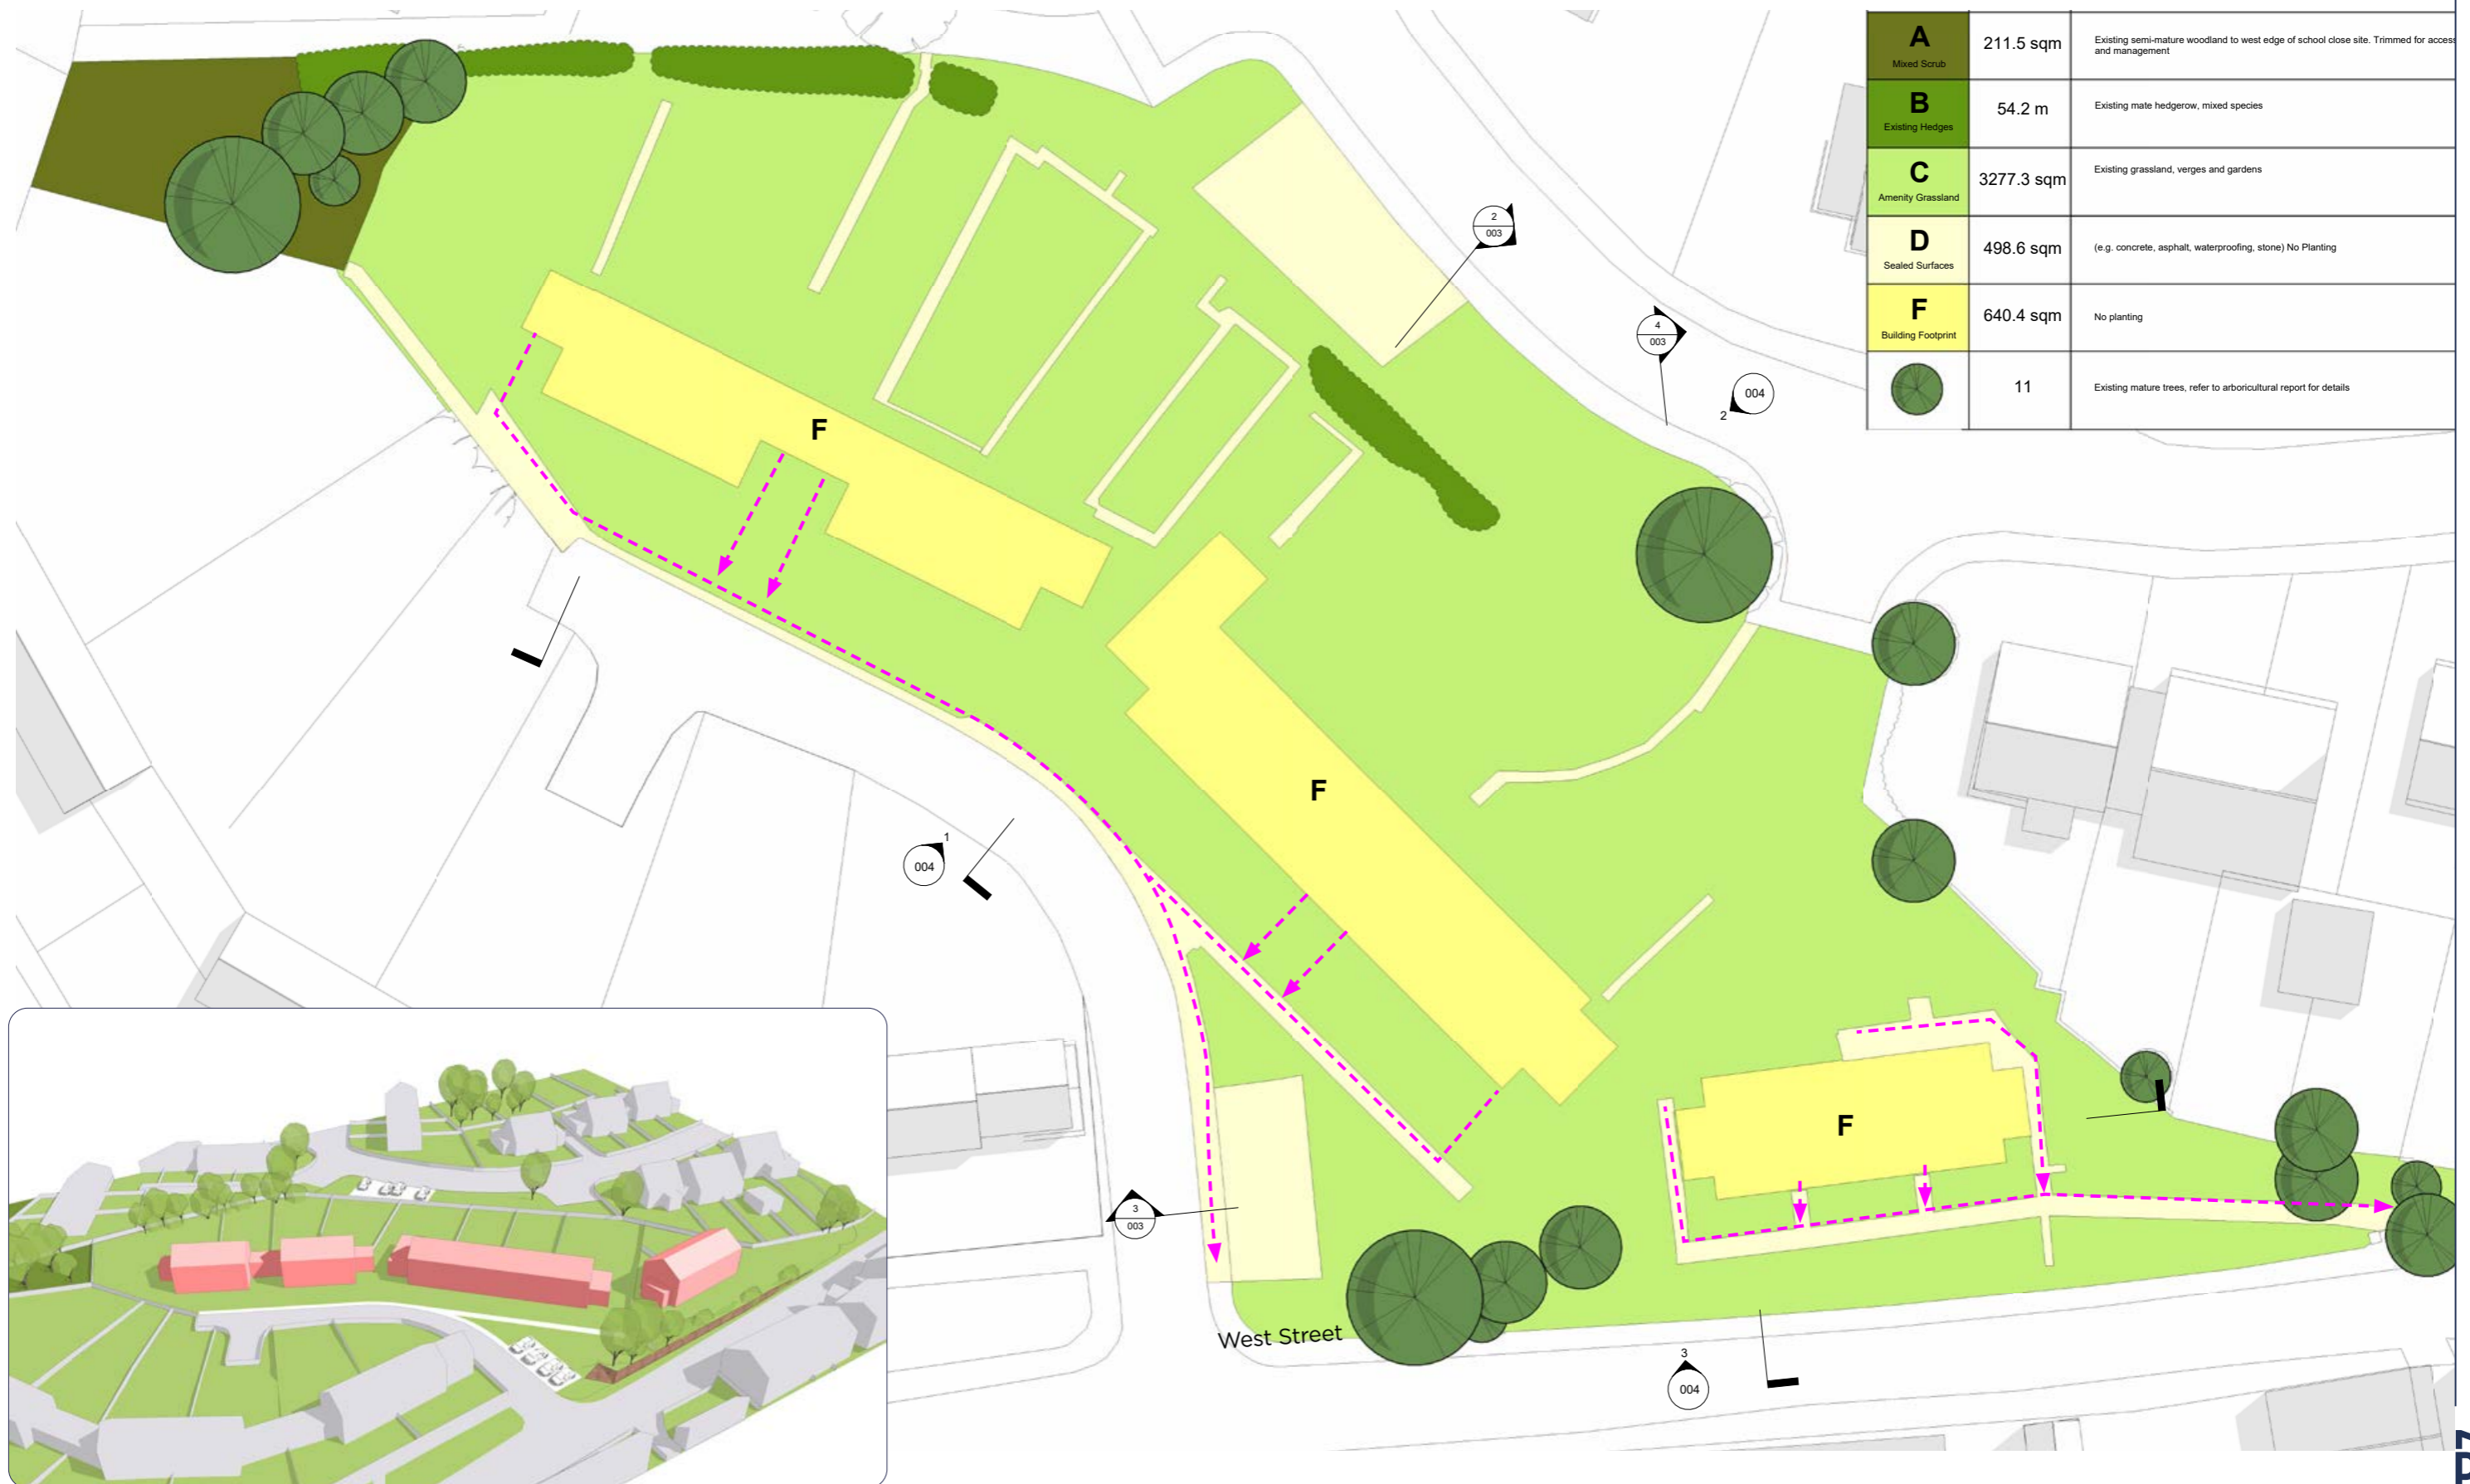 A
Mixed Scrub
211.5 sqm
Existing semi-mature woodland to west edge of school close site. Trimmed for access
and management
B
Existing Hedges
54.2 m
Existing mate hedgerow, mixed species
C
Amenity Grassland
3277.3 sqm
Existing grassland, verges and gardens
D
Sealed Surfaces
498.6 sqm
(e.g. concrete, asphalt, waterproofing, stone) No Planting
F
Building Footprint
640.4 sqm
No planting
11
Existing mature trees, refer to arboricultural report for details
2
003
4
003
004
2
F
F
1
004
F
3
003
West Street
3
004